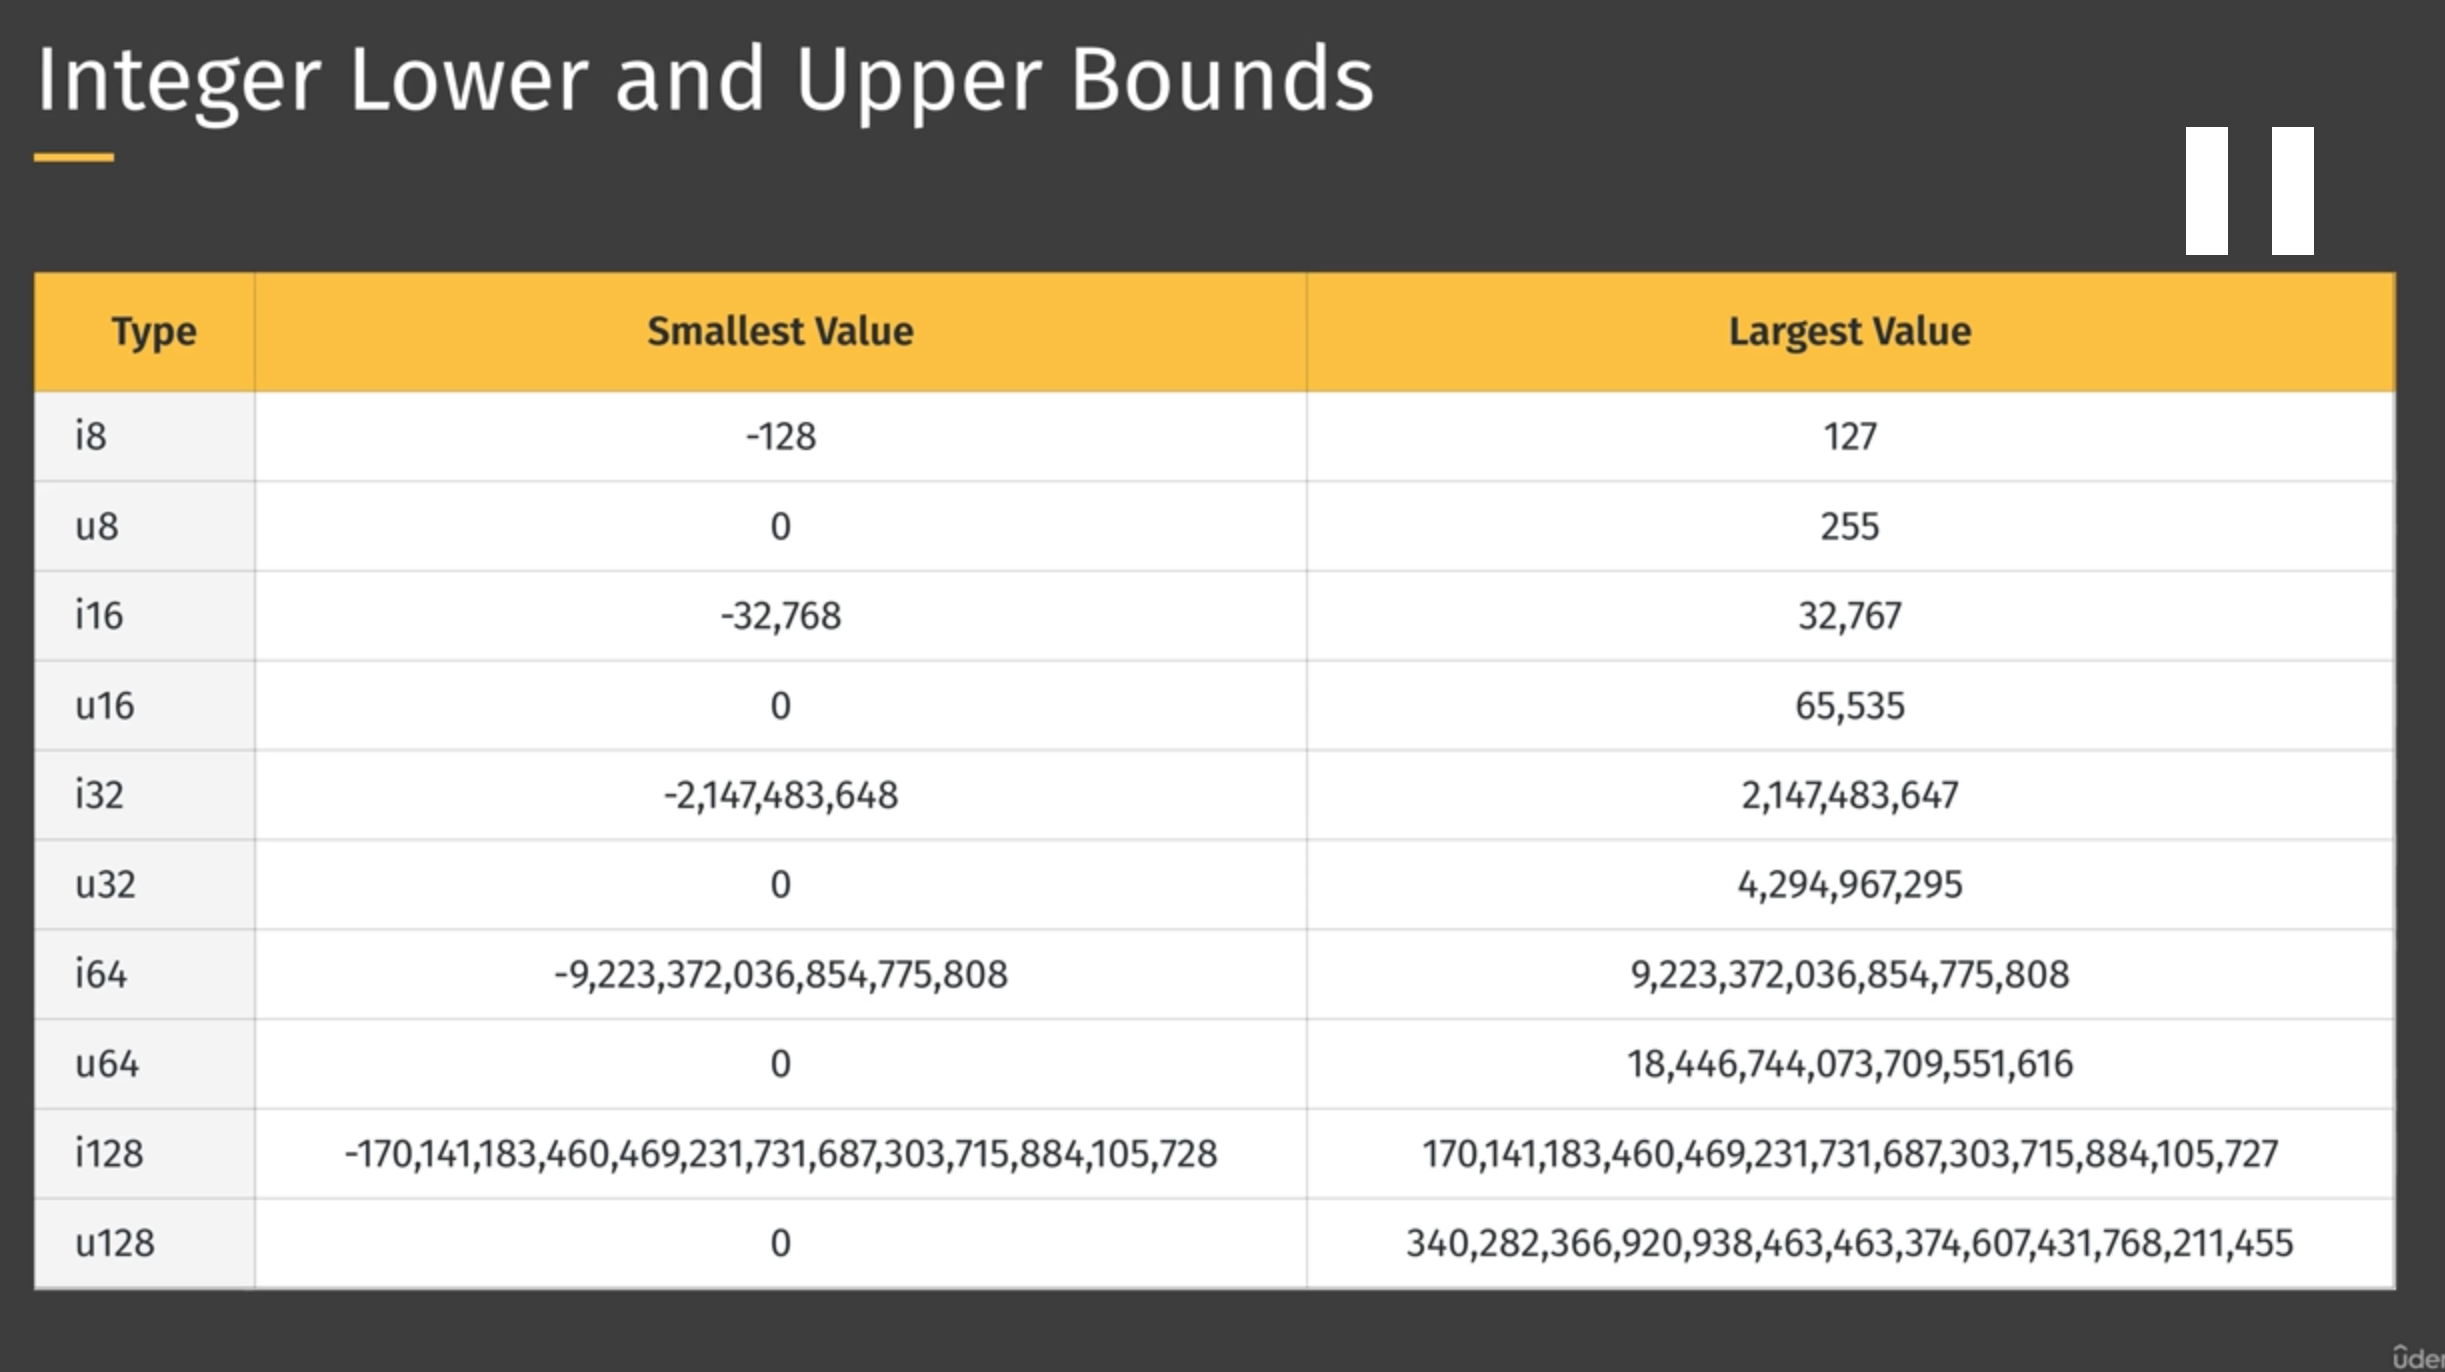 Integer Lower and Upper Bounds
Type Smallest Value Largest Value
i8 -128 127
u8 0 255
i16 -32,768 32,767
u16 0 65,535
i32 -2,147,483,648 2,147,483,647
u32 0 4,294,967,295
i64 -9,223,372,036,854,775,808 9,223,372,036,854,775,808
u64 0 18,446,744,073,709,551,616
i128 -170,141,183,460,469,231,731,687,303,715,884,105,728 170,141,183,460,469,231,731,687,303,715,884,105,727
u128 0 340,282,366,920,938,463,463,374,607,431,768,211,455